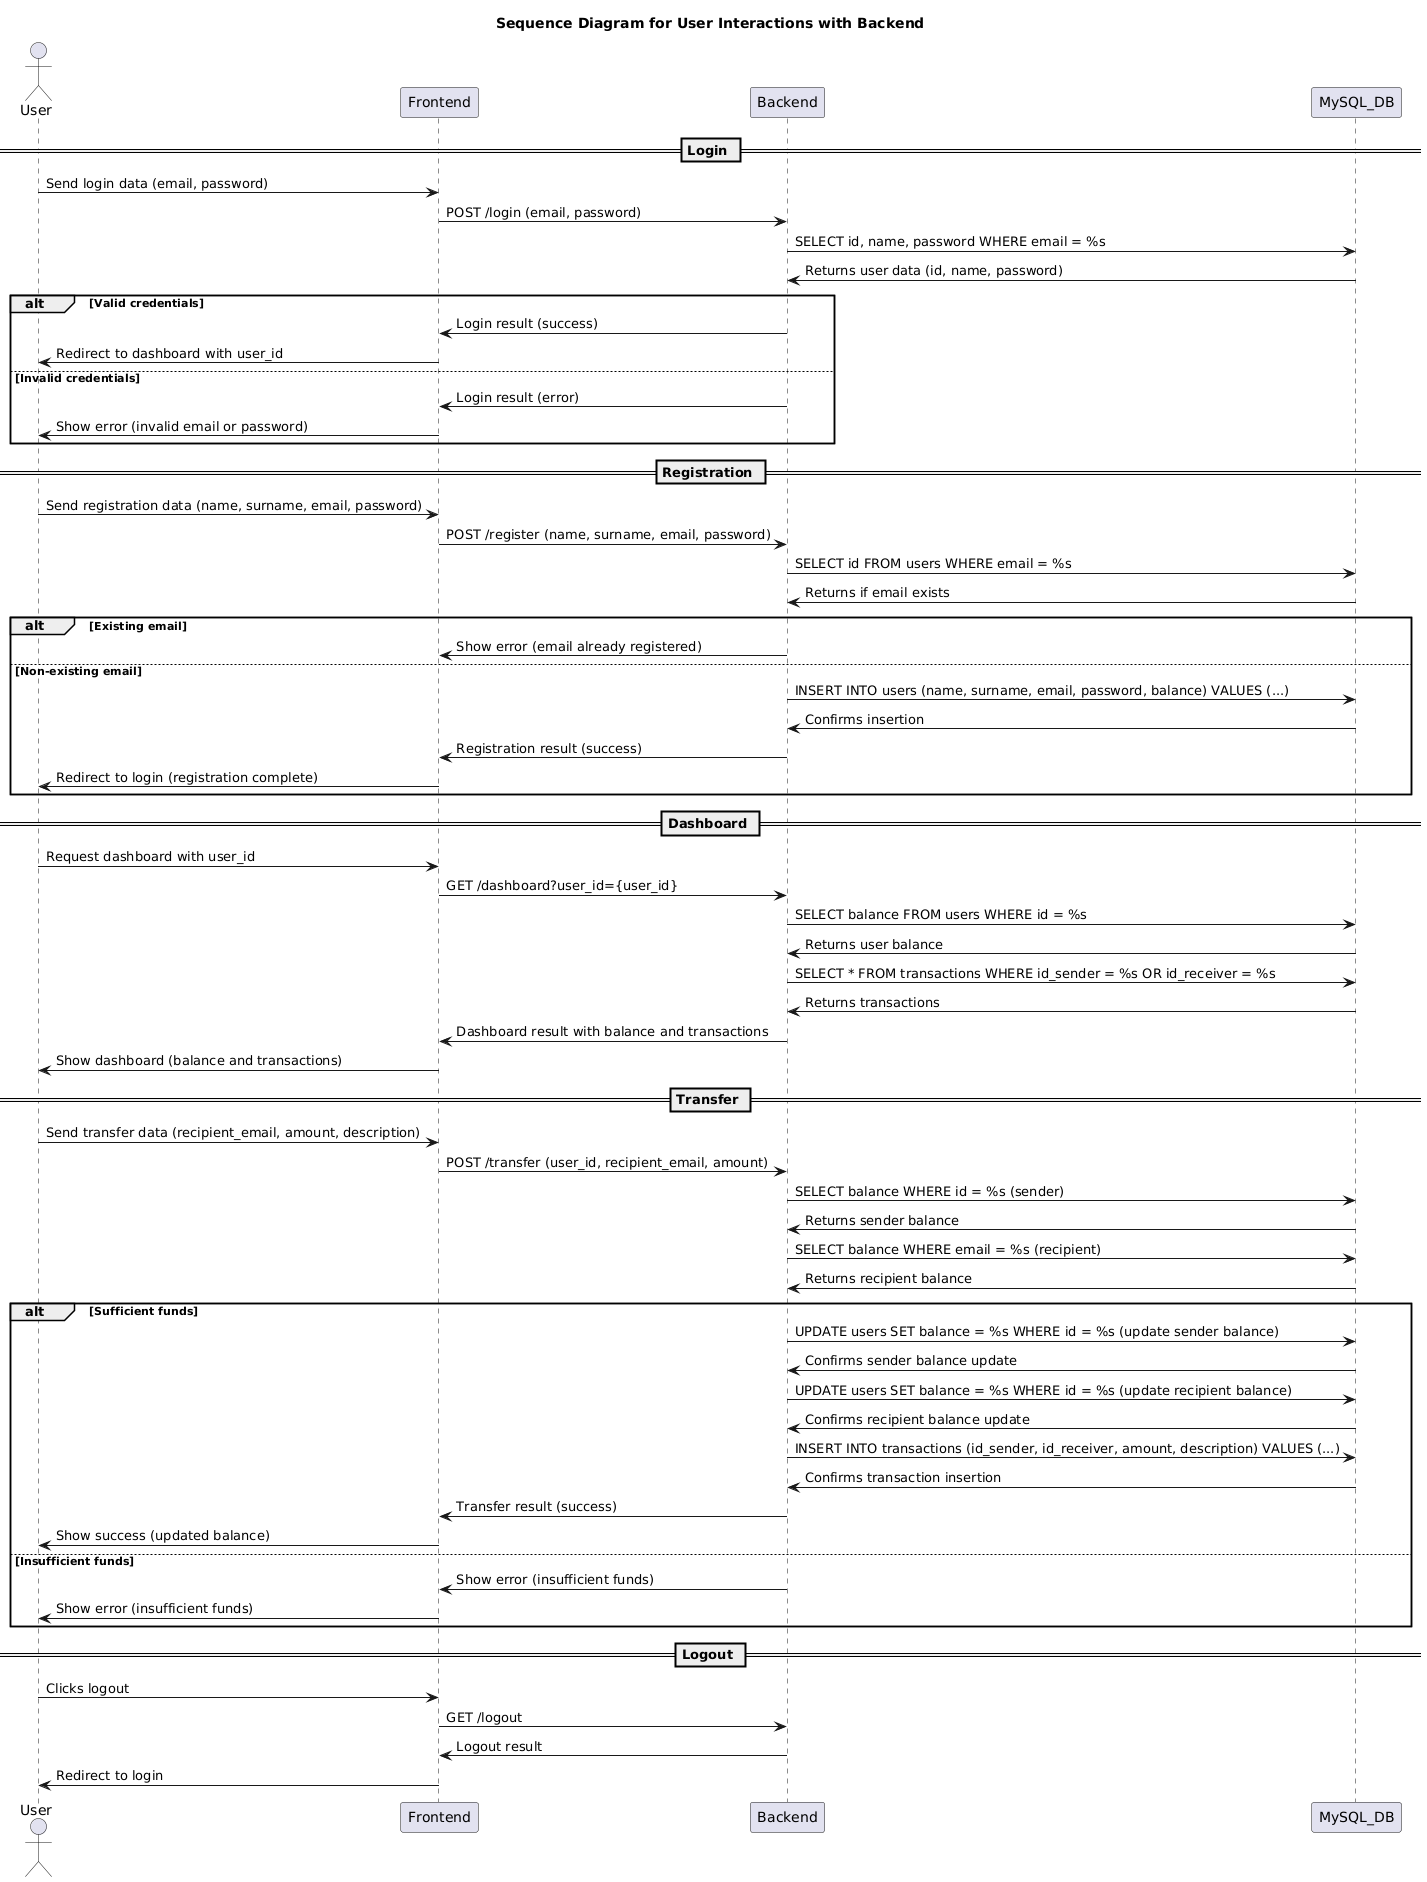 Sequence Diagram for User Interactions with Backend
User
Frontend
Backend
MySQL_DB
Login
Send login data (email, password)
POST /login (email, password)
SELECT id, name, password WHERE email = %s
Returns user data (id, name, password)
alt
[Valid credentials]
Login result (success)
Redirect to dashboard with user_id
[Invalid credentials]
Login result (error)
Show error (invalid email or password)
Registration
Send registration data (name, surname, email, password)
POST /register (name, surname, email, password)
SELECT id FROM users WHERE email = %s
Returns if email exists
alt
[Existing email]
Show error (email already registered)
[Non-existing email]
INSERT INTO users (name, surname, email, password, balance) VALUES (...)
Confirms insertion
Registration result (success)
Redirect to login (registration complete)
Dashboard
Request dashboard with user_id
GET /dashboard?user_id={user_id}
SELECT balance FROM users WHERE id = %s
Returns user balance
SELECT * FROM transactions WHERE id_sender = %s OR id_receiver = %s
Returns transactions
Dashboard result with balance and transactions
Show dashboard (balance and transactions)
Transfer
Send transfer data (recipient_email, amount, description)
POST /transfer (user_id, recipient_email, amount)
SELECT balance WHERE id = %s (sender)
Returns sender balance
SELECT balance WHERE email = %s (recipient)
Returns recipient balance
alt
[Sufficient funds]
UPDATE users SET balance = %s WHERE id = %s (update sender balance)
Confirms sender balance update
UPDATE users SET balance = %s WHERE id = %s (update recipient balance)
Confirms recipient balance update
INSERT INTO transactions (id_sender, id_receiver, amount, description) VALUES (...)
Confirms transaction insertion
Transfer result (success)
Show success (updated balance)
[Insufficient funds]
Show error (insufficient funds)
Show error (insufficient funds)
Logout
Clicks logout
GET /logout
Logout result
Redirect to login
User
Frontend
Backend
MySQL_DB